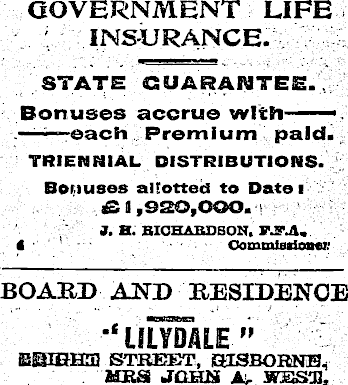 GOVERNMENT LIFE
INSURANCE.
STATE GUARANTEE.
Bonuses accrue with——
——each Premium paid.
TRIENNIAL DISTRIBUTIONS.
Bonuses allotted to Date:
£1,920,000.
J. H. RICHARDSON, F.F.A.,
Commissioner
BOARD AND RESIDENCE
"LILYDALE"
BRIGHT STREET, GISBORNE,
MRS JOHN A. WEST.